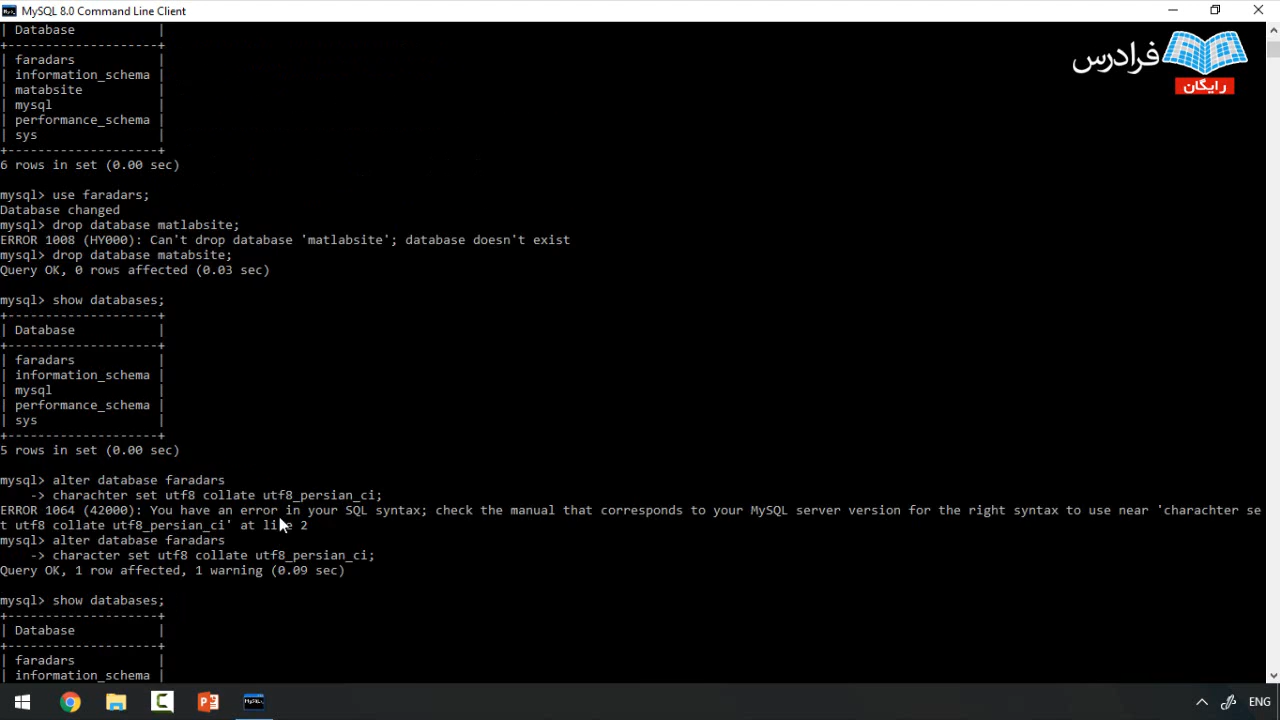 MySQL 8.0 Command Line Client
| Database           |
+--------------------+
| faradars           |
| information_schema |
| matabsite          |
| mysql              |
| performance_schema |
| sys                |
+--------------------+
6 rows in set (0.00 sec)
mysql> use faradars;
Database changed
mysql> drop database matlabsite;
ERROR 1008 (HY000): Can't drop database 'matlabsite'; database doesn't exist
mysql> drop database matabsite;
Query OK, 0 rows affected (0.03 sec)
mysql> show databases;
+--------------------+
| Database           |
+--------------------+
| faradars           |
| information_schema |
| mysql              |
| performance_schema |
| sys                |
+--------------------+
5 rows in set (0.00 sec)
mysql> alter database faradars
    -> charachter set utf8 collate utf8_persian_ci;
ERROR 1064 (42000): You have an error in your SQL syntax; check the manual that corresponds to your MySQL server version for the right syntax to use near 'charachter se
t utf8 collate utf8_persian_ci' at line 2
mysql> alter database faradars
    -> character set utf8 collate utf8_persian_ci;
Query OK, 1 row affected, 1 warning (0.09 sec)
mysql> show databases;
+--------------------+
| Database           |
+--------------------+
| faradars           |
| information_schema |
فرادرس
رایگان
MySQL
ENG